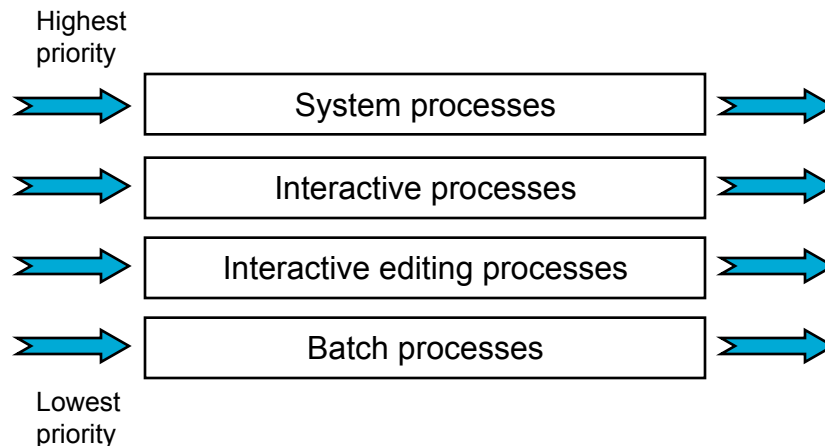 Highest
priority
System processes
Interactive processes
Interactive editing processes
Batch processes
Lowest
priority